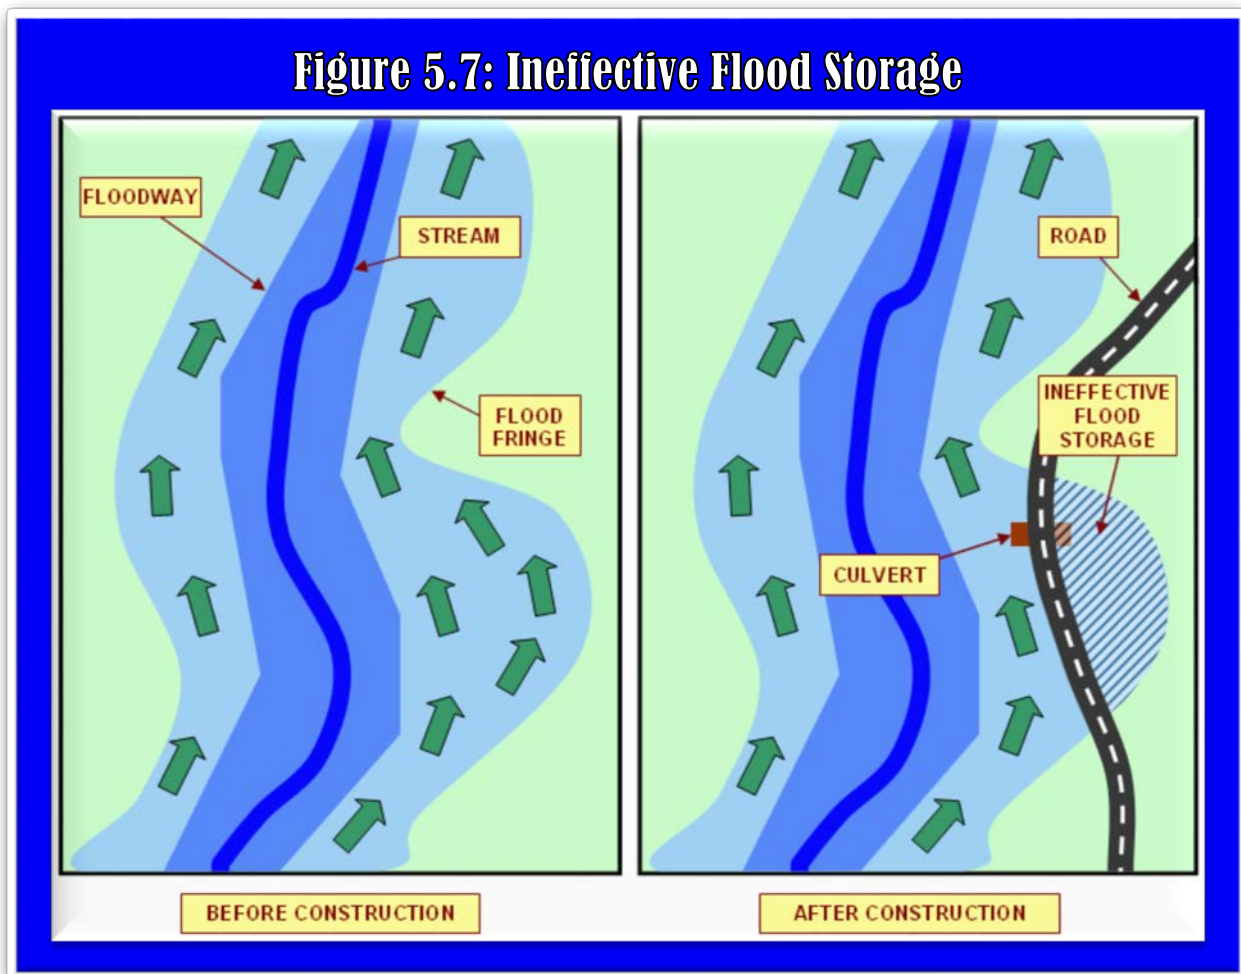 Figure 5.7: Ineffective Flood Storage
FLOODWAY
STREAM
FLOOD
FRINGE
BEFORE CONSTRUCTION
ROAD
INEFFECTIVE
FLOOD
STORAGE
CULVERT
AFTER CONSTRUCTION